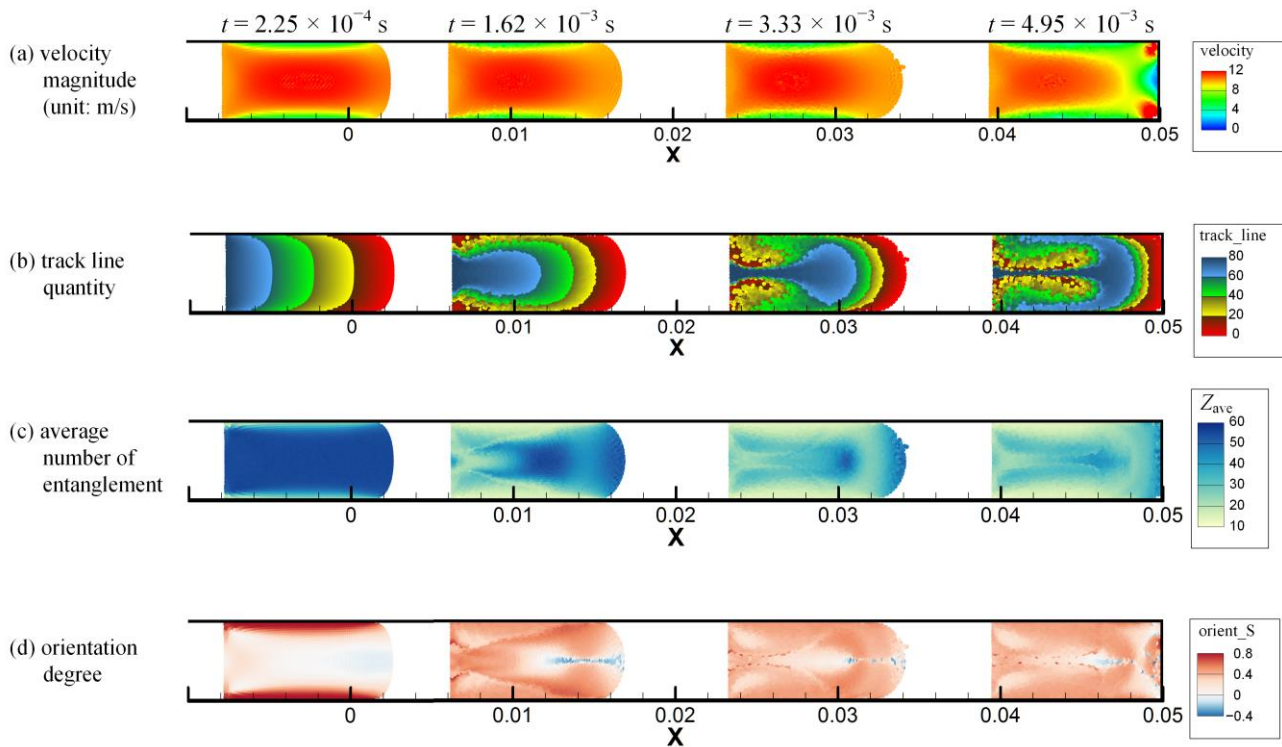 t = 2.25 × 10⁻⁴ s t = 1.62 × 10⁻³ s t = 3.33 × 10⁻³ s t = 4.95 × 10⁻³ s
(a) velocity
magnitude
(unit: m/s)
velocity
12
8
4
0
0 0.01 0.02 0.03 0.04 0.05
X
(b) track line
quantity
track_line
80
60
40
20
0
0 0.01 0.02 0.03 0.04 0.05
X
(c) average
number of
entanglement
Zave
60
50
40
30
20
10
0 0.01 0.02 0.03 0.04 0.05
X
(d) orientation
degree
orient_S
0.8
0.4
0
−0.4
0 0.01 0.02 0.03 0.04 0.05
X